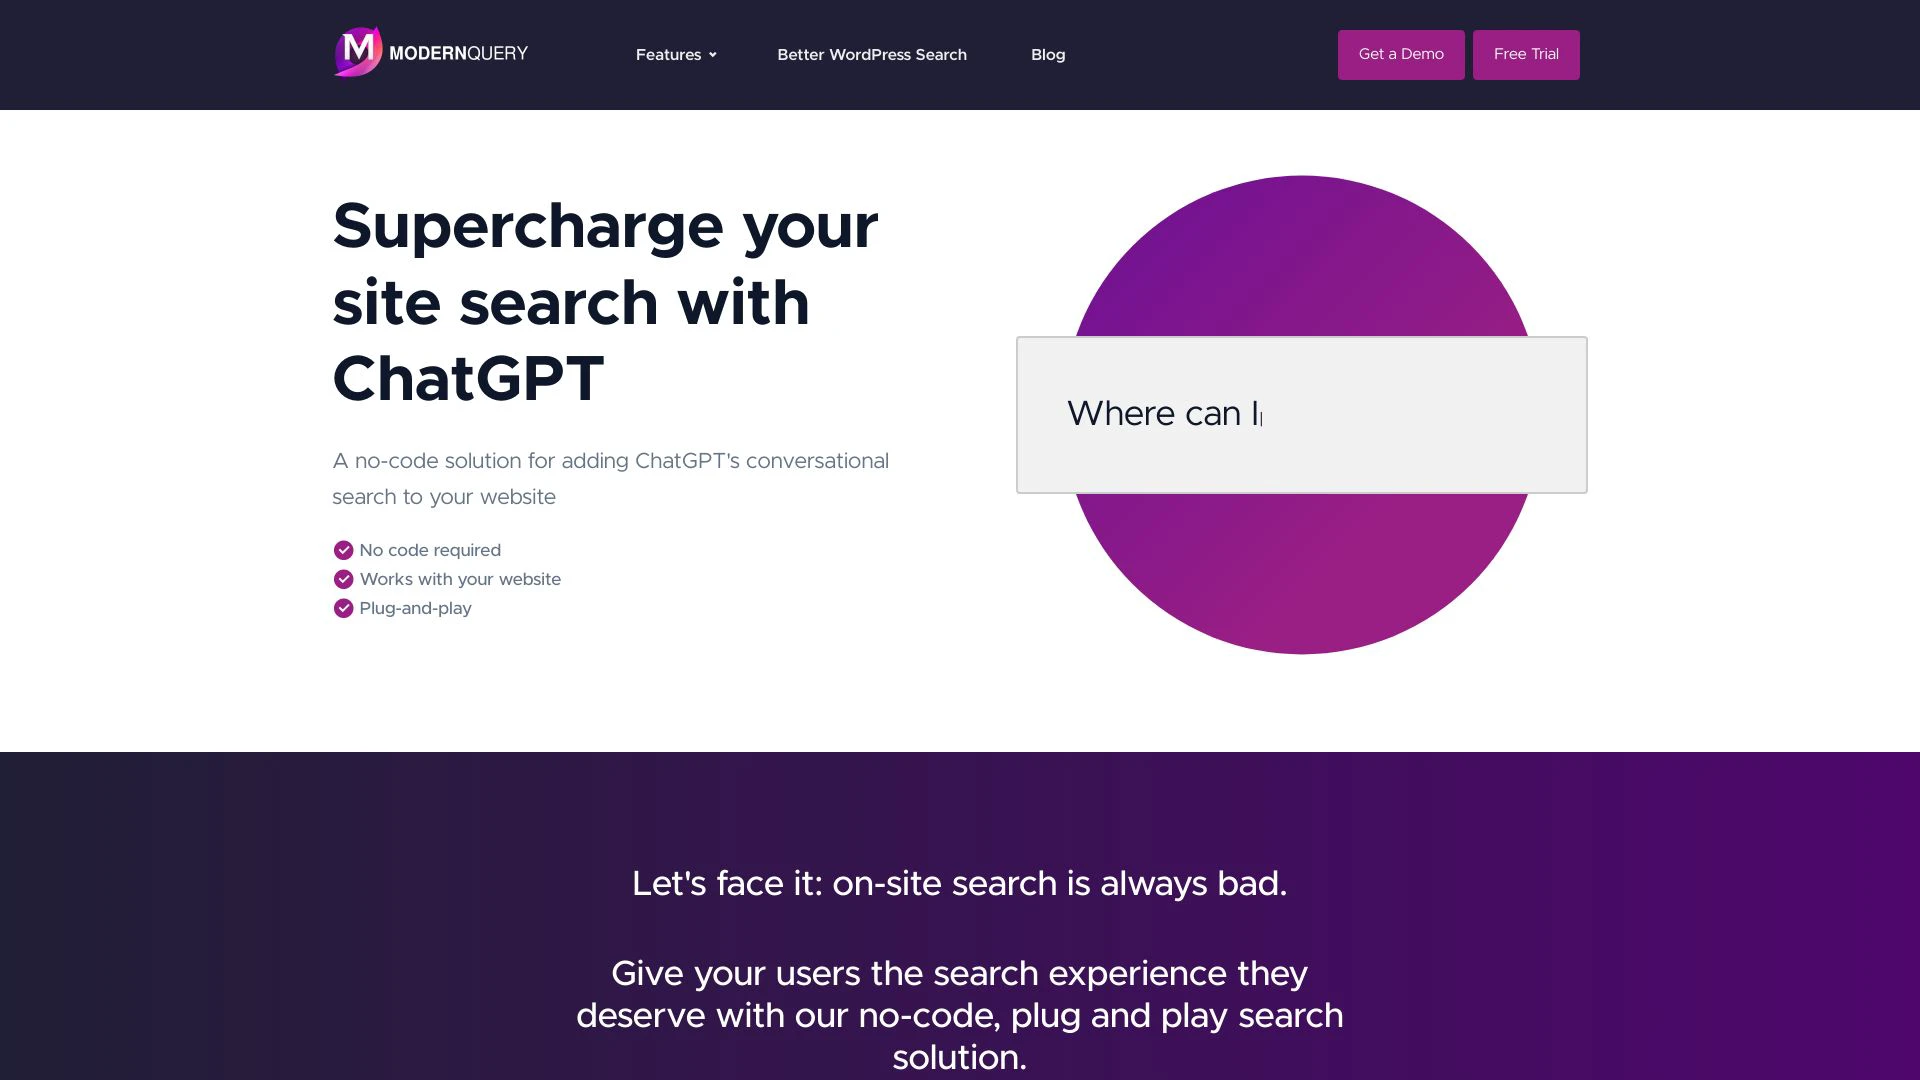 MODERNQUERY
Features
Better WordPress Search
Blog
Get a Demo
Free Trial
Supercharge your
site search with
ChatGPT
A no-code solution for adding ChatGPT's conversational
search to your website
No code required
Works with your website
Plug-and-play
Where can I
Let's face it: on-site search is always bad.
Give your users the search experience they
deserve with our no-code, plug and play search
solution.